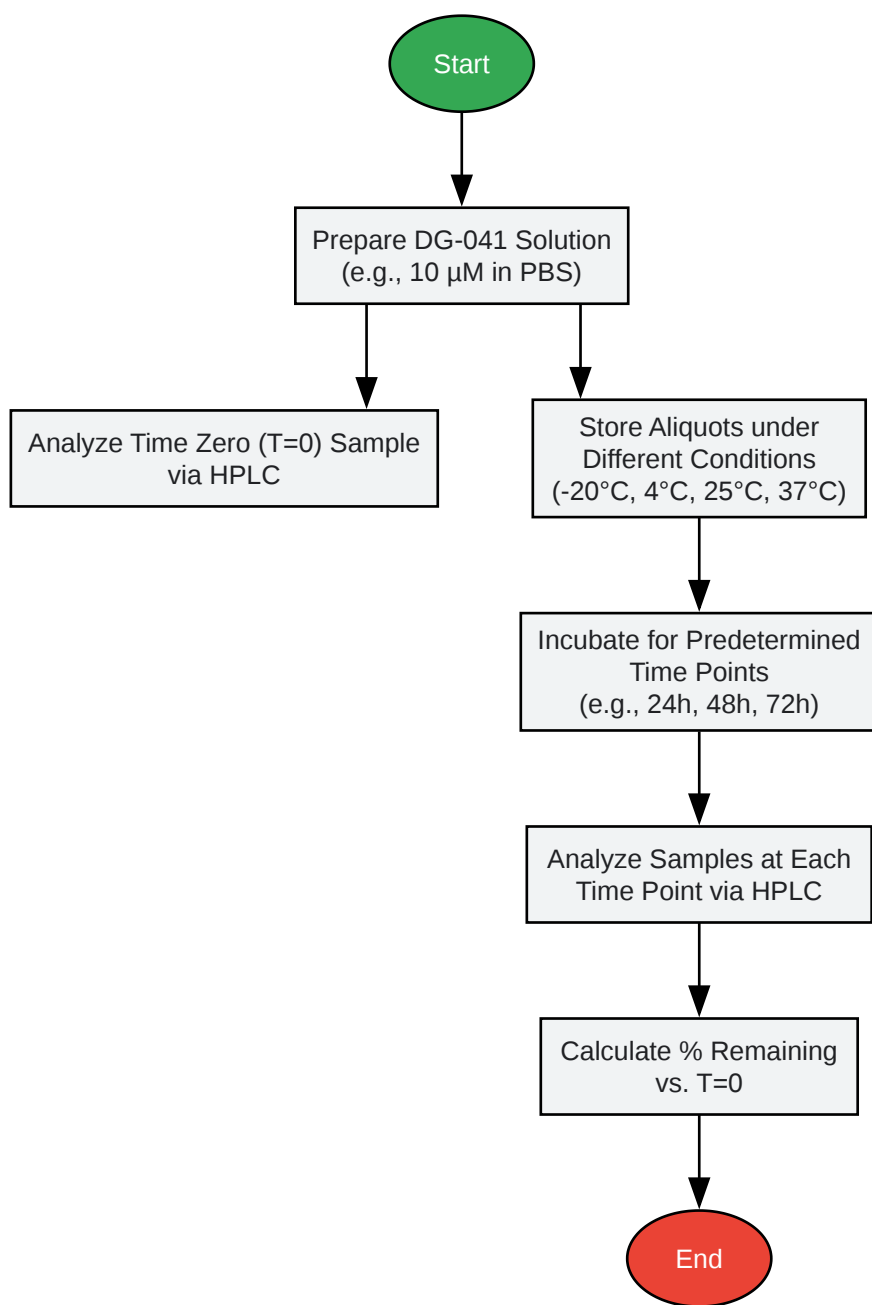 Start
Prepare DG-041 Solution
(e.g., 10 µM in PBS)
Analyze Time Zero (T=0) Sample
via HPLC
Store Aliquots under
Different Conditions
(-20°C, 4°C, 25°C, 37°C)
Incubate for Predetermined
Time Points
(e.g., 24h, 48h, 72h)
Analyze Samples at Each
Time Point via HPLC
Calculate % Remaining
vs. T=0
End